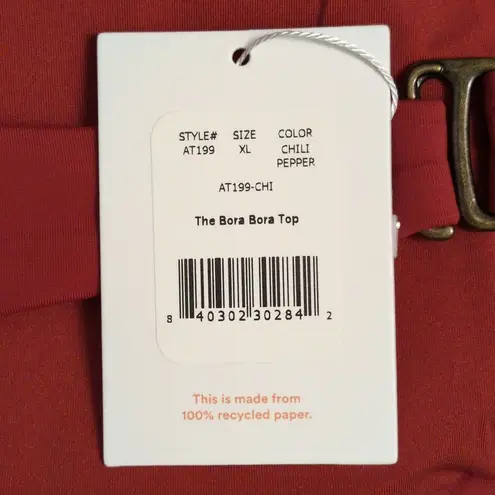 STYLE# SIZE COLOR
AT199 XL CHILI
PEPPER
AT199-CHI
The Bora Bora Top
8 40302 30284 2
This is made from
100% recycled paper.